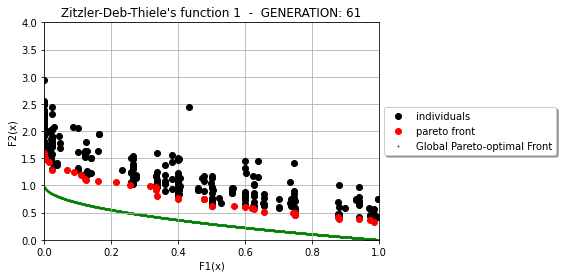 Zitzler-Deb-Thiele's function 1 - GENERATION: 61
4.0
3.5
3.0
2.5
2.0
1.5
1.0
0.5
0.0
F2(x)
0.0 0.2 0.4 0.6 0.8 1.0
F1(x)
individuals
pareto front
Global Pareto-optimal Front